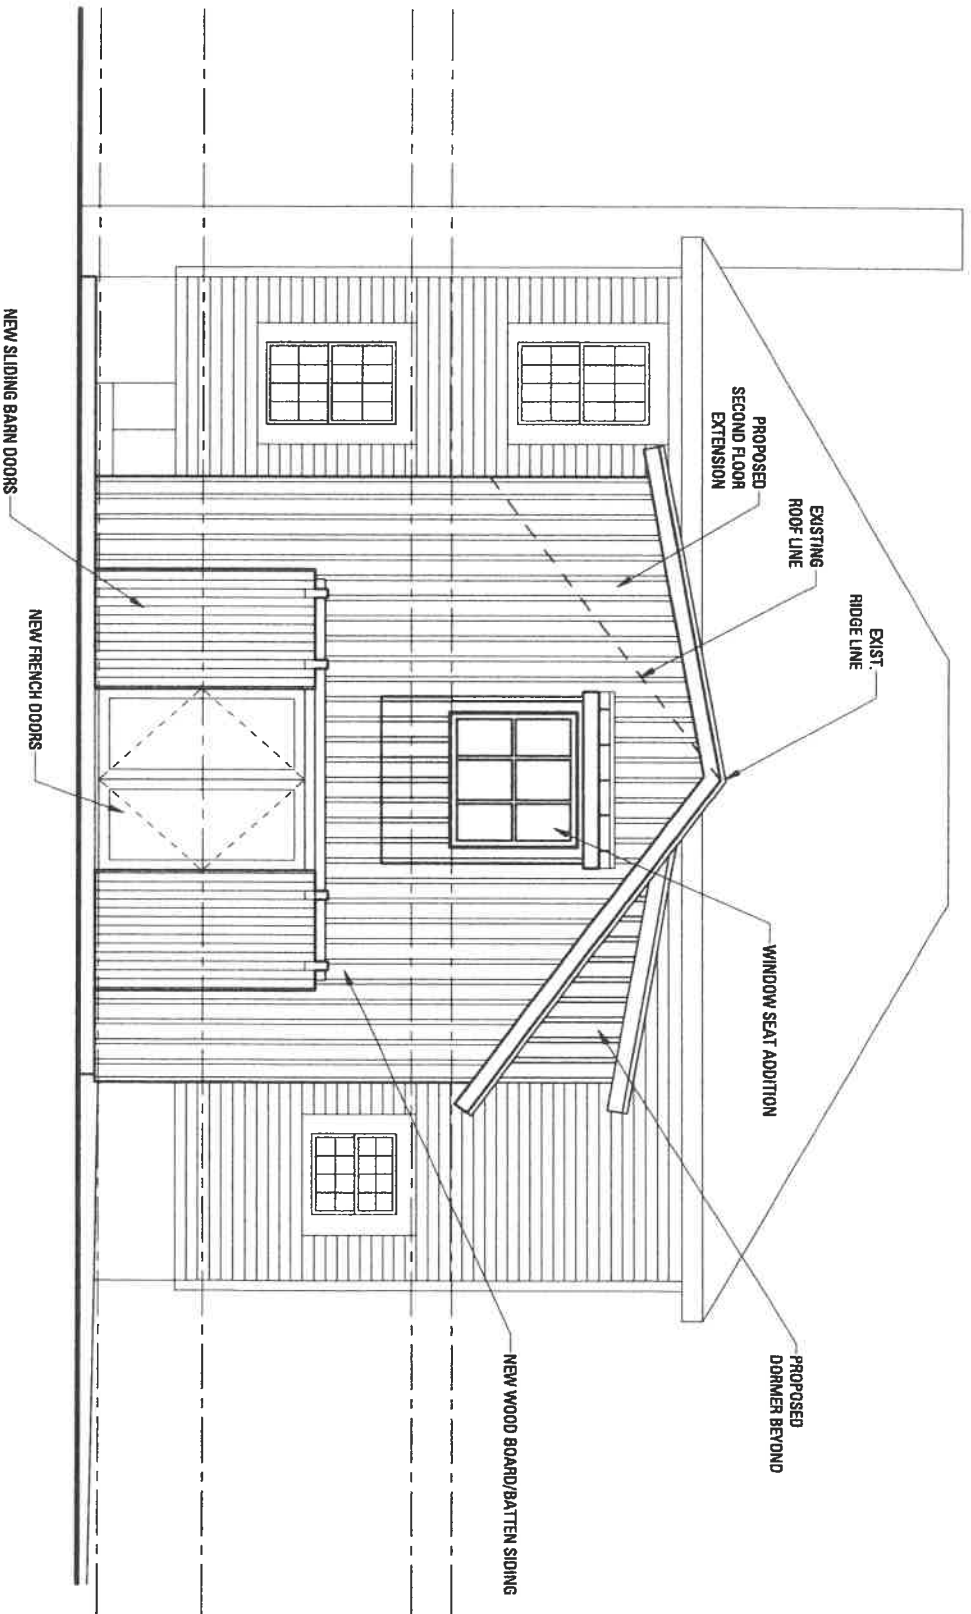 PROPOSED
SECOND FLOOR
EXTENSION
EXISTING
ROOF LINE
EXIST.
RIDGE LINE
WINDOW SEAT ADDITION
PROPOSED
DORMER BEYOND
NEW SLIDING BARN DOORS
NEW FRENCH DOORS
NEW WOOD BOARD/BATTEN SIDING